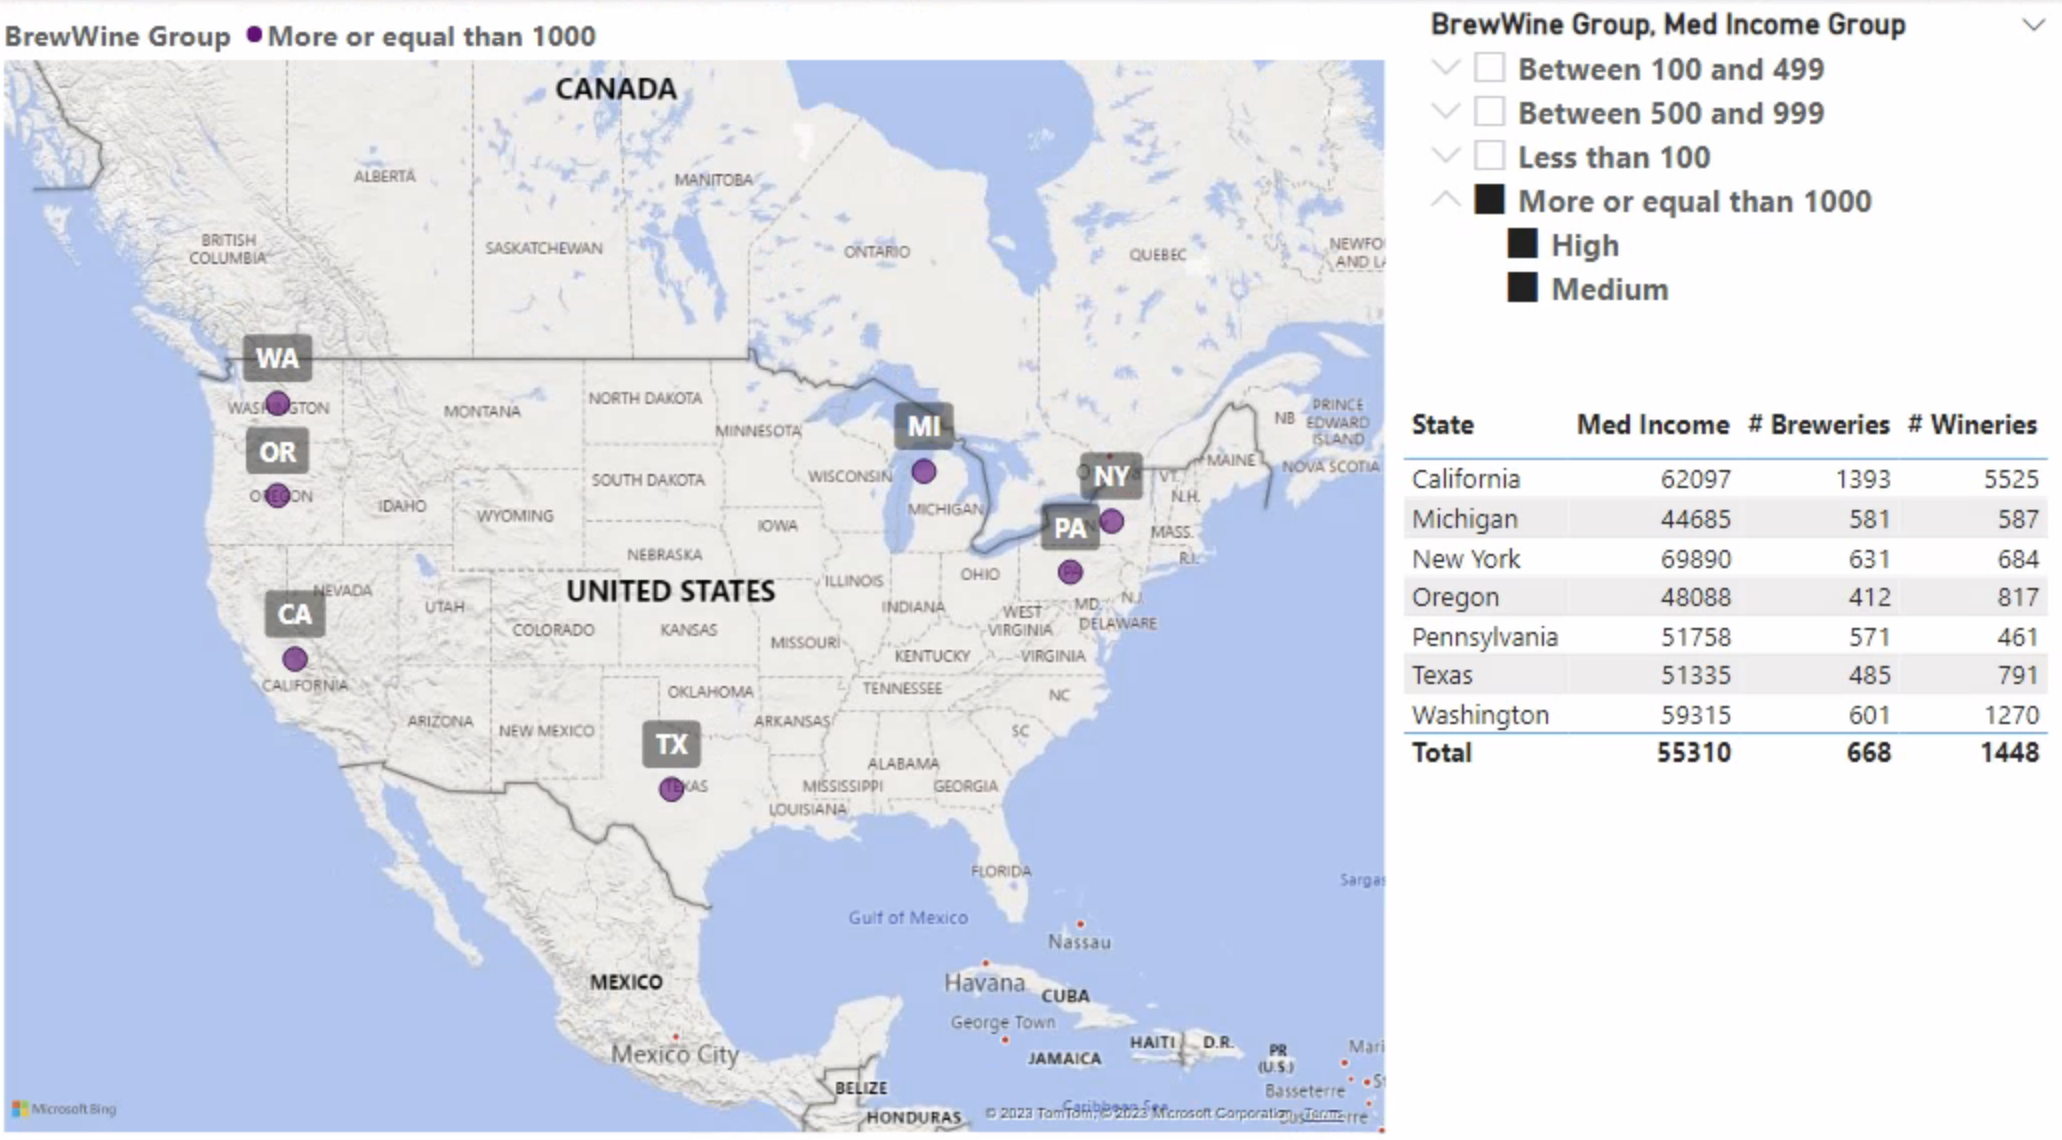 BrewWine Group More or equal than 1000
CANADA
ALBERTA
MANITOBA
BRITISH
COLUMBIA
SASKATCHEWAN
ONTARIO
QUEBEC
WA
WASHINGTON
OR
OREGON
MONTANA
NORTH DAKOTA
MINNESOTA
MI
NB
PRINCE
EDWARD
ISLAND
NOVA SCOTIA
MAINE
WISCONSIN
SOUTH DAKOTA
NY
VT.
N.H.
IDAHO
WYOMING
MICHIGAN
IOWA
PA
MASS.
R.I.
NEBRASKA
NEVADA
UTAH
UNITED STATES
ILLINOIS
OHIO
INDIANA
MD.
N.J.
DELAWARE
CA
CALIFORNIA
COLORADO
KANSAS
MISSOURI
WEST
VIRGINIA
KENTUCKY
VIRGINIA
OKLAHOMA
TENNESSEE
NC
ARIZONA
NEW MEXICO
ARKANSAS
SC
TX
TEXAS
ALABAMA
MISSISSIPPI
GEORGIA
LOUISIANA
FLORIDA
Gulf of Mexico
Nassau
MEXICO
Havana
CUBA
George Town
Mexico City
JAMAICA
HAITI
D.R.
PR
(U.S.)
BELIZE
Basseterre
Caribbean Sea
HONDURAS
Microsoft Bing
© 2023 TomTom, © 2023 Microsoft Corporation Terms
BrewWine Group, Med Income Group
Between 100 and 499
Between 500 and 999
Less than 100
More or equal than 1000
High
Medium
State Med Income # Breweries # Wineries
California 62097 1393 5525
Michigan 44685 581 587
New York 69890 631 684
Oregon 48088 412 817
Pennsylvania 51758 571 461
Texas 51335 485 791
Washington 59315 601 1270
Total 55310 668 1448